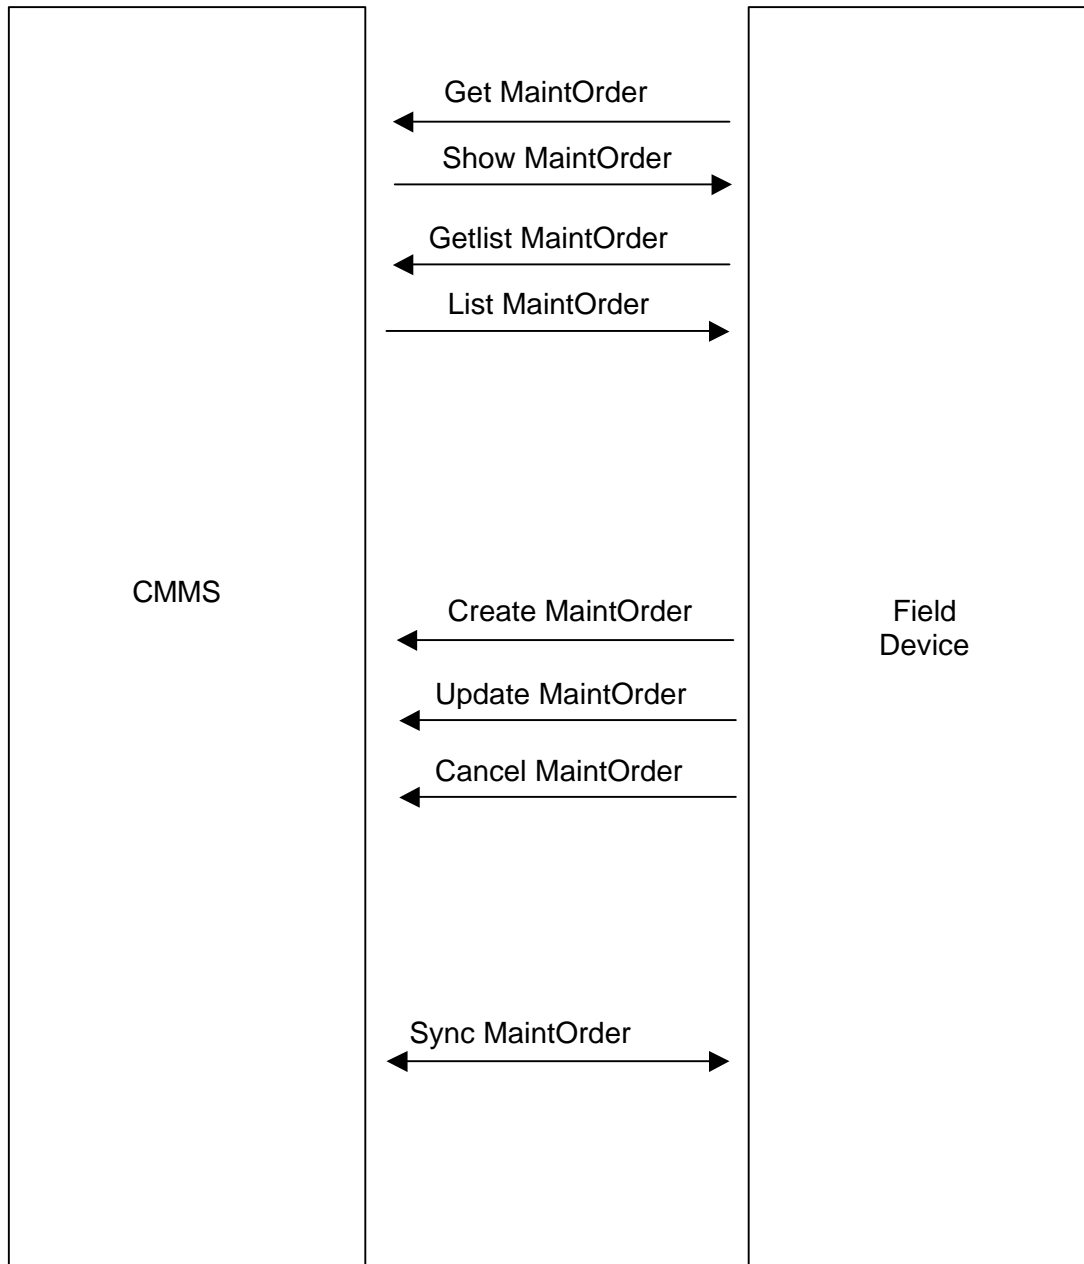 Get MaintOrder
Show MaintOrder
Getlist MaintOrder
List MaintOrder
CMMS
Create MaintOrder
Field
Device
Update MaintOrder
Cancel MaintOrder
Sync MaintOrder